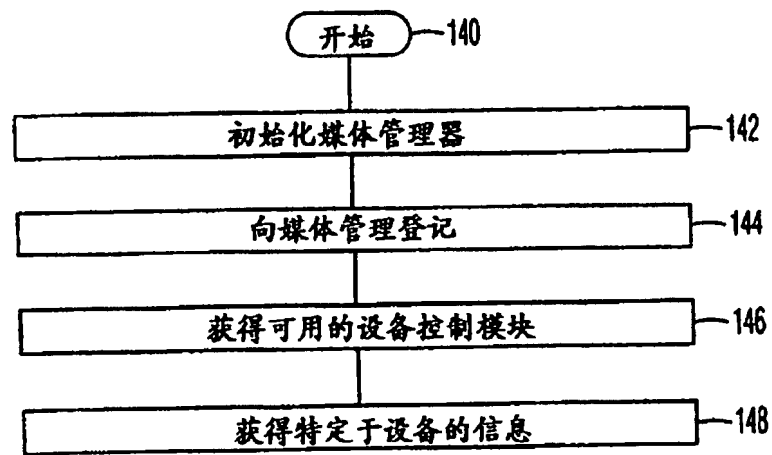 开始 140
初始化媒体管理器 142
向媒体管理登记 144
获得可用的设备控制模块 146
获得特定于设备的信息 148